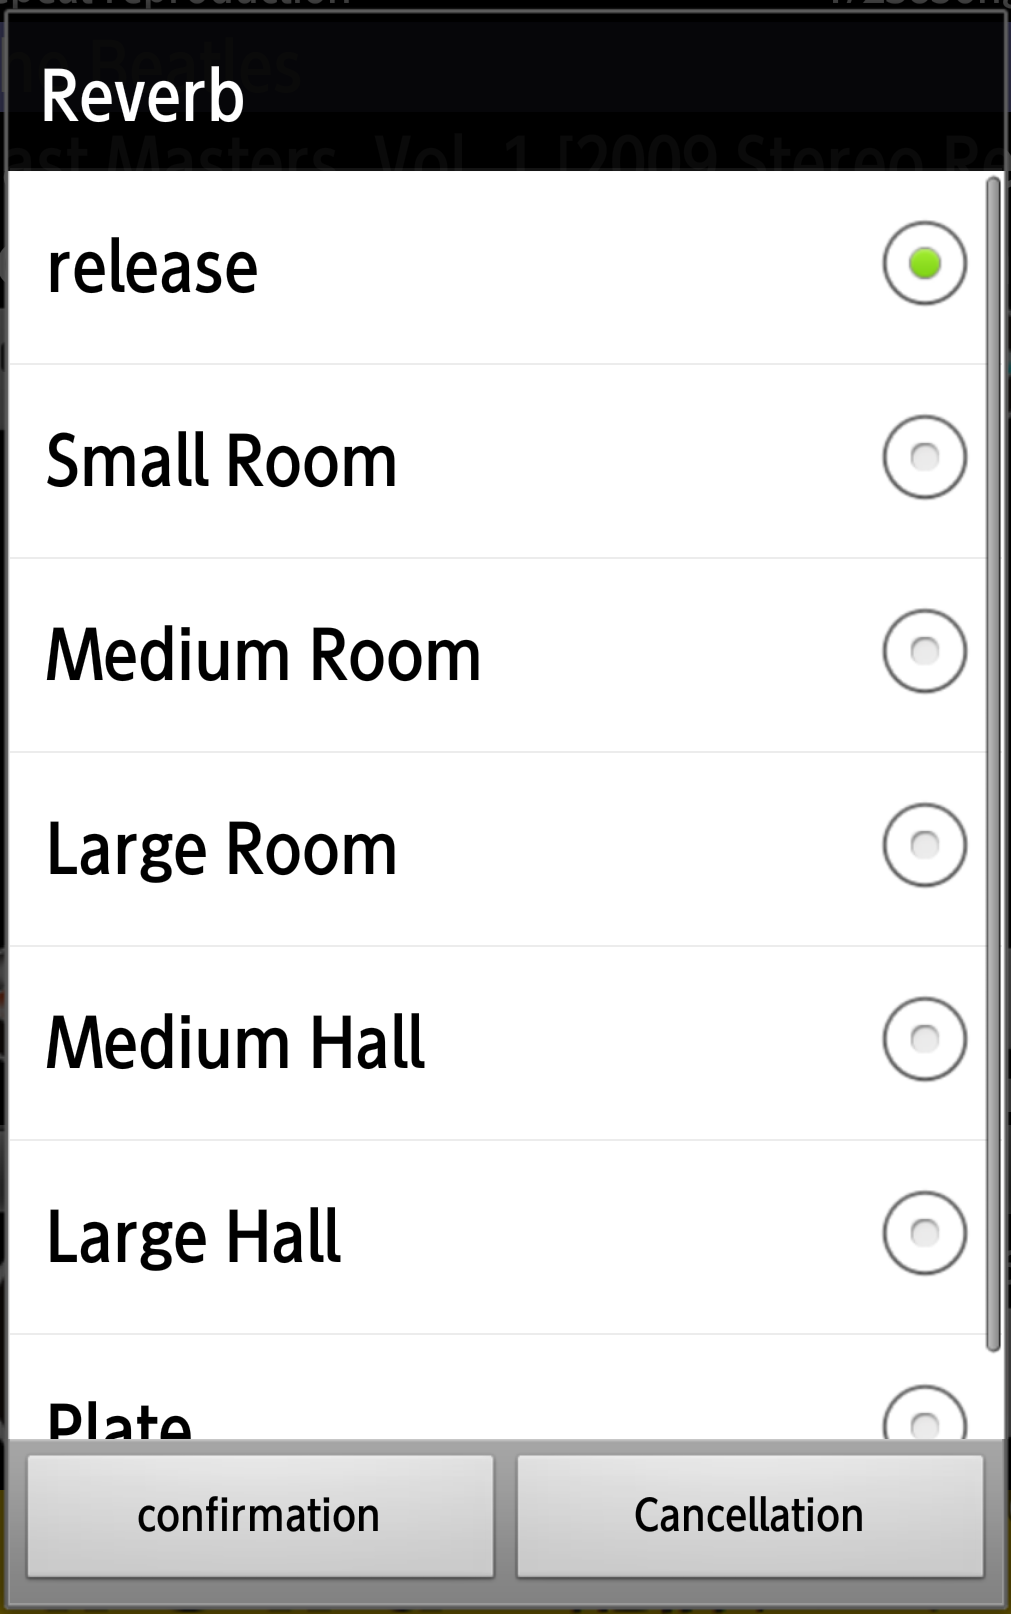 Reverb
release
Small Room
Medium Room
Large Room
Medium Hall
Large Hall
Plate
confirmation
Cancellation